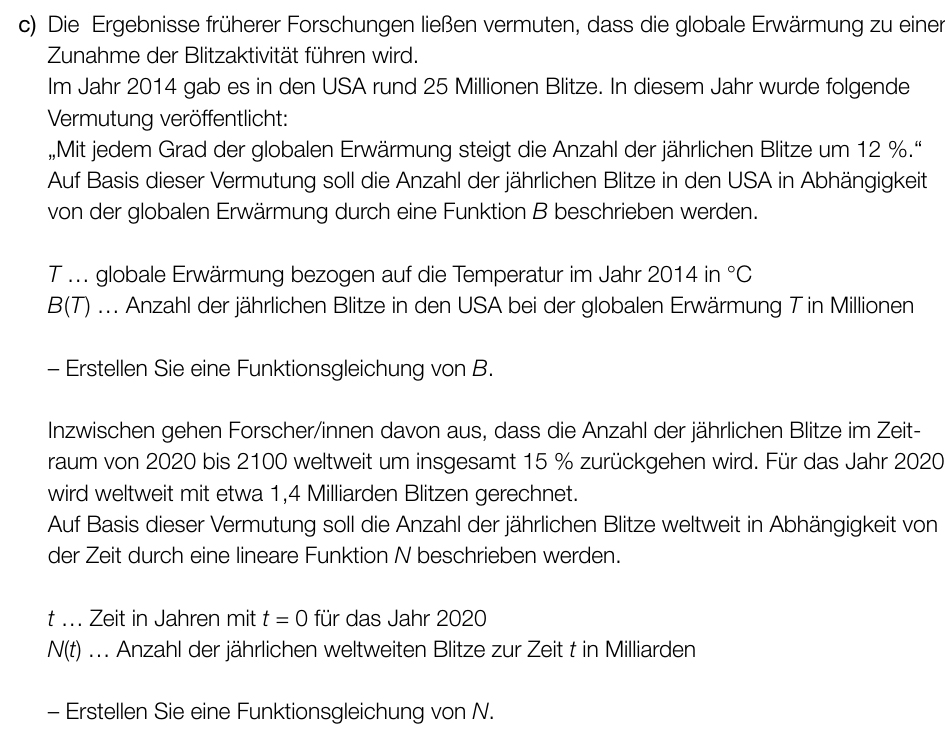 c) Die Ergebnisse früherer Forschungen ließen vermuten, dass die globale Erwärmung zu einer
Zunahme der Blitzaktivität führen wird.
Im Jahr 2014 gab es in den USA rund 25 Millionen Blitze. In diesem Jahr wurde folgende
Vermutung veröffentlicht:
„Mit jedem Grad der globalen Erwärmung steigt die Anzahl der jährlichen Blitze um 12 %.“
Auf Basis dieser Vermutung soll die Anzahl der jährlichen Blitze in den USA in Abhängigkeit
von der globalen Erwärmung durch eine Funktion B beschrieben werden.
T … globale Erwärmung bezogen auf die Temperatur im Jahr 2014 in °C
B(T) … Anzahl der jährlichen Blitze in den USA bei der globalen Erwärmung T in Millionen
– Erstellen Sie eine Funktionsgleichung von B.
Inzwischen gehen Forscher/innen davon aus, dass die Anzahl der jährlichen Blitze im Zeit-
raum von 2020 bis 2100 weltweit um insgesamt 15 % zurückgehen wird. Für das Jahr 2020
wird weltweit mit etwa 1,4 Milliarden Blitzen gerechnet.
Auf Basis dieser Vermutung soll die Anzahl der jährlichen Blitze weltweit in Abhängigkeit von
der Zeit durch eine lineare Funktion N beschrieben werden.
t … Zeit in Jahren mit t = 0 für das Jahr 2020
N(t) … Anzahl der jährlichen weltweiten Blitze zur Zeit t in Milliarden
– Erstellen Sie eine Funktionsgleichung von N.